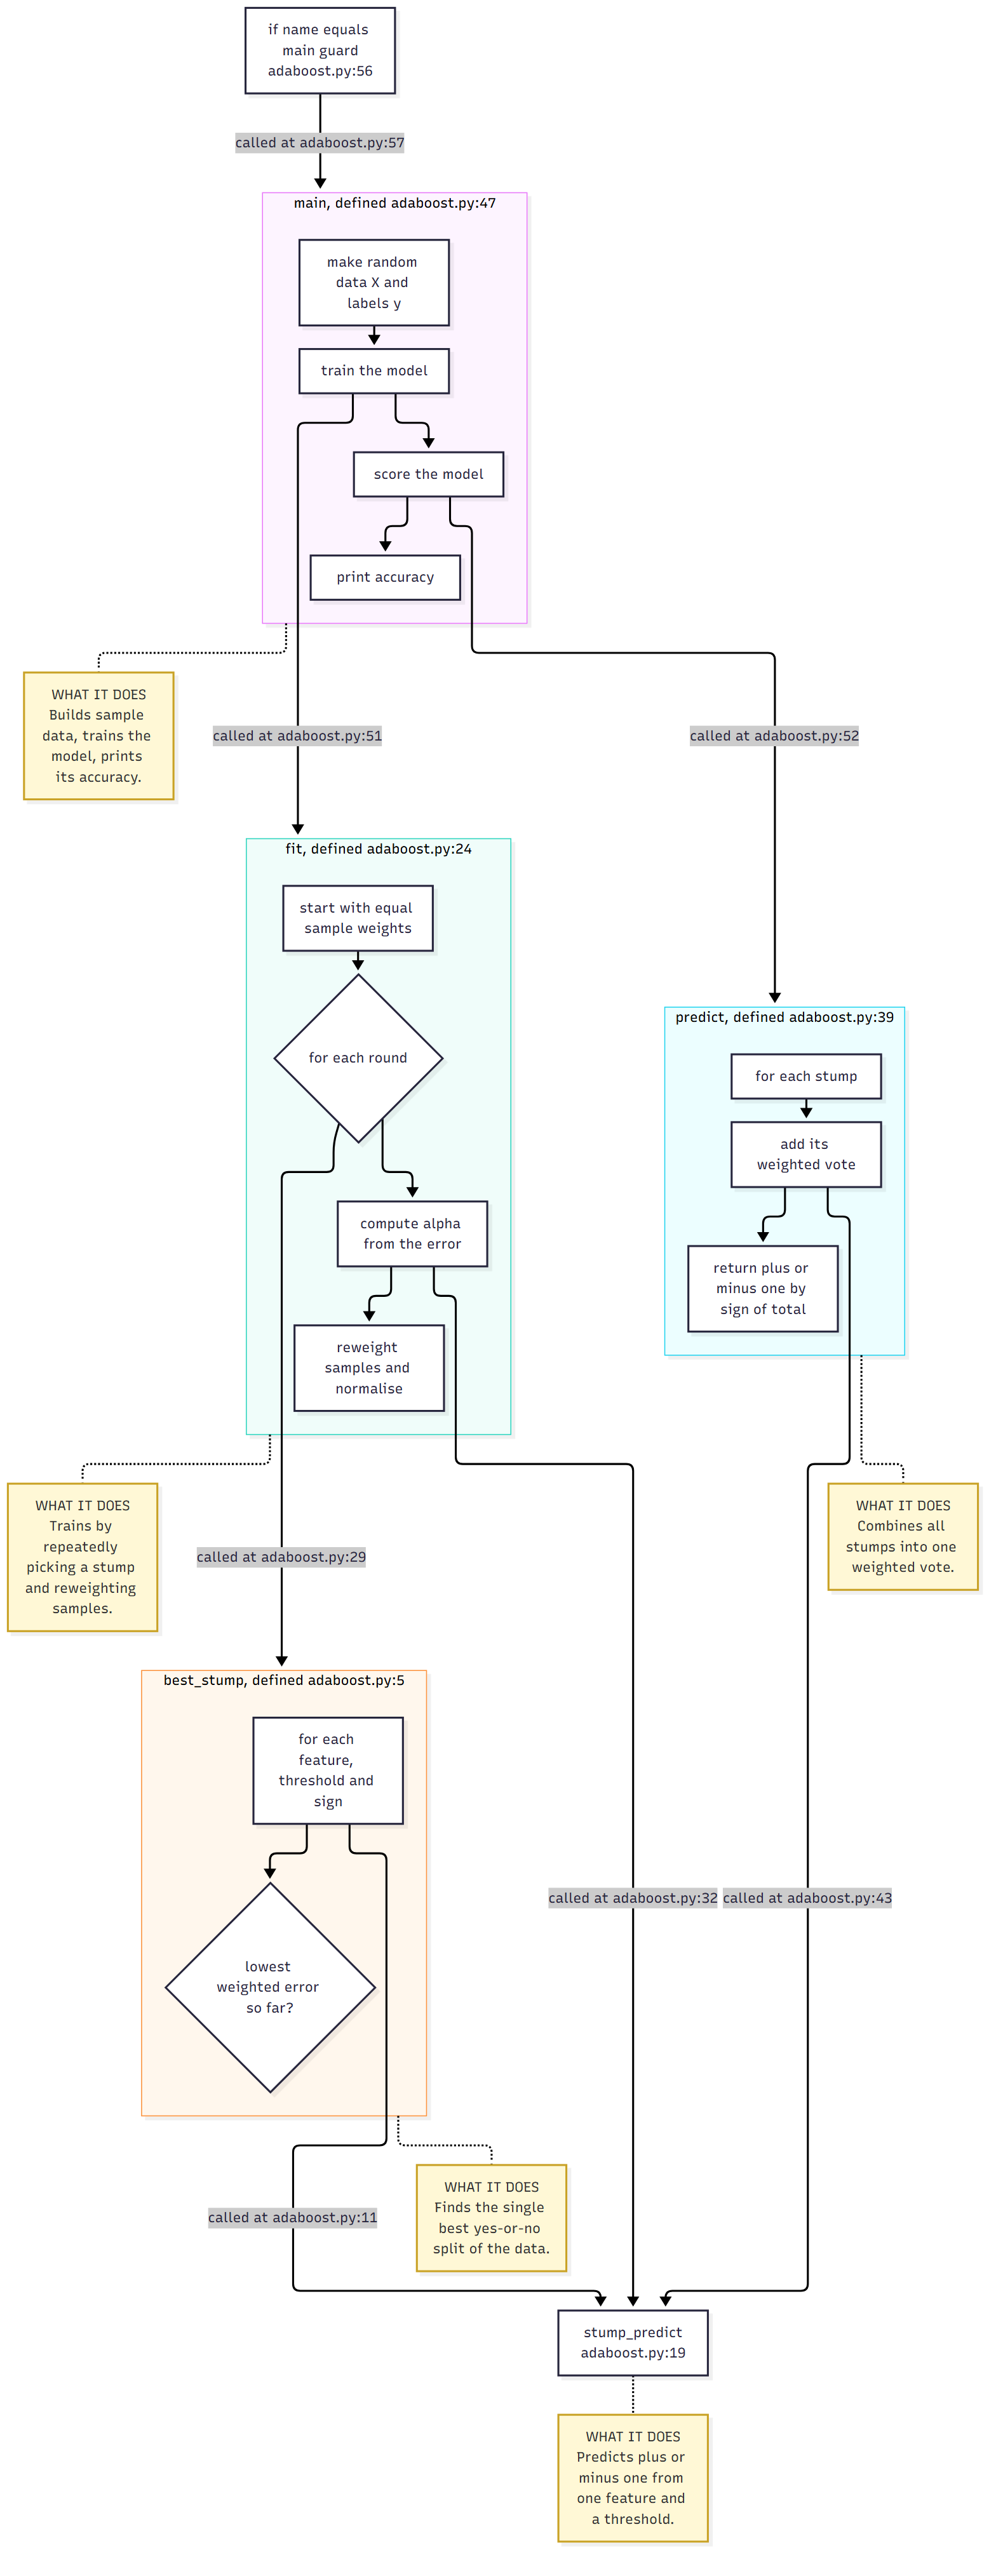 if name equals
main guard
adaboost.py:56
called at adaboost.py:57
main, defined adaboost.py:47
make random
data X and
labels y
train the model
score the model
print accuracy
WHAT IT DOES
Builds sample
data, trains the
model, prints
its accuracy.
called at adaboost.py:51
called at adaboost.py:52
fit, defined adaboost.py:24
start with equal
sample weights
for each round
compute alpha
from the error
reweight
samples and
normalise
predict, defined adaboost.py:39
for each stump
add its
weighted vote
return plus or
minus one by
sign of total
WHAT IT DOES
Trains by
repeatedly
picking a stump
and reweighting
samples.
called at adaboost.py:29
WHAT IT DOES
Combines all
stumps into one
weighted vote.
best_stump, defined adaboost.py:5
for each
feature,
threshold and
sign
lowest
weighted error
so far?
called at adaboost.py:32
called at adaboost.py:43
called at adaboost.py:11
WHAT IT DOES
Finds the single
best yes-or-no
split of the data.
stump_predict
adaboost.py:19
WHAT IT DOES
Predicts plus or
minus one from
one feature and
a threshold.